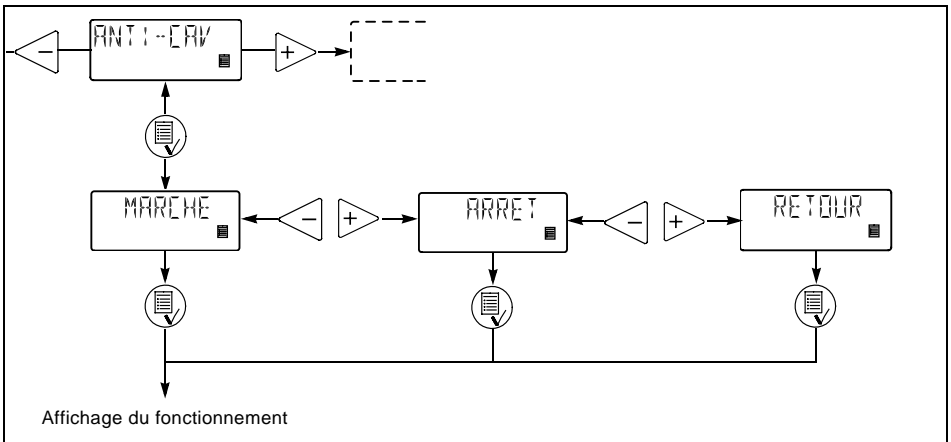 ANTI-CAV
- +
MARCHE - + ARRET - + RETOUR
Affichage du fonctionnement